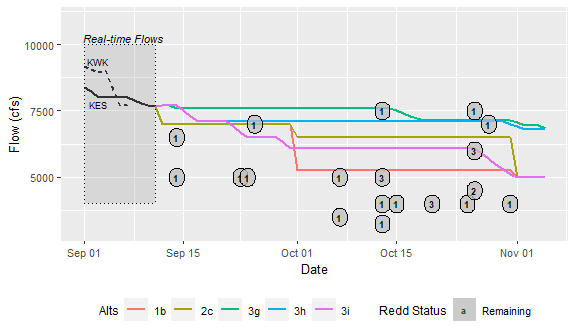 Real-time Flows
10000
KWK
KES
7500
1 1 1
1 1
5000
1 1 1 1 3 3
2
1 1 3 1 1
1
1
Flow (cfs)
Sep 01 Sep 15 Oct 01 Oct 15 Nov 01
Date
Alts 1b 2c 3g 3h 3i Redd Status a Remaining